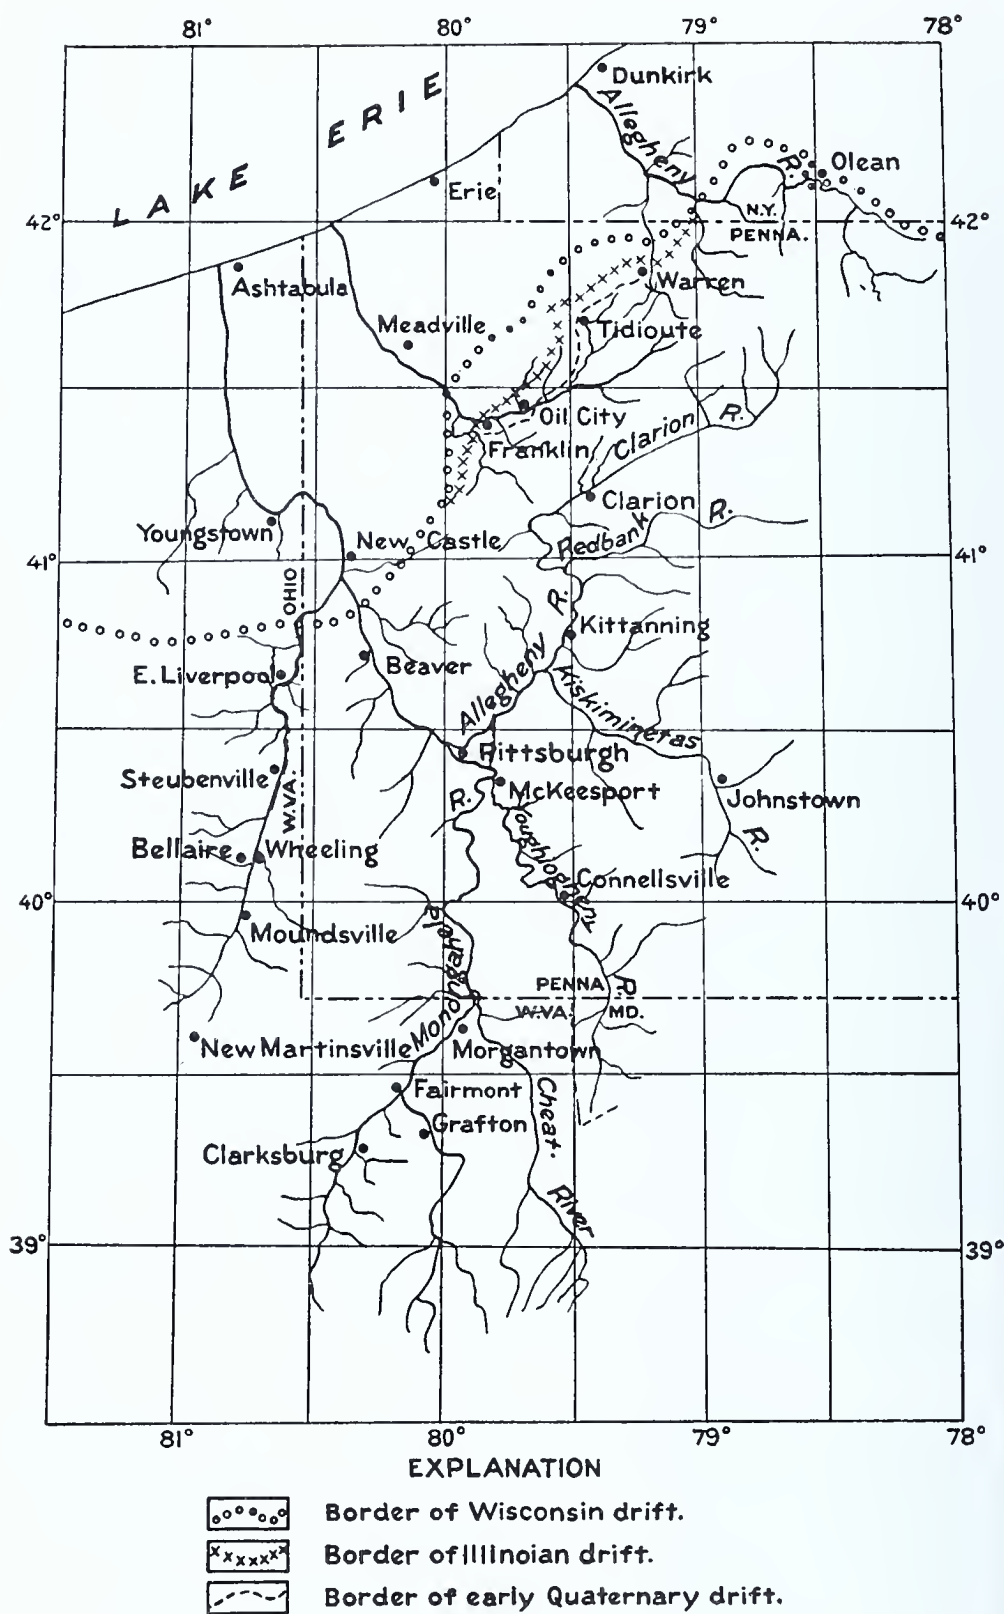 81° 80° 79° 78°
LAKE ERIE
Dunkirk
Allegheny
R.
Olean
Erie
42° 42°
N.Y.
PENNA.
Ashtabula
Warren
Meadville
Tidioute
Oil City
Clarion R.
Franklin
Clarion
Youngstown
New Castle
Redbank R.
41° 41°
OHIO
R.
Kittanning
E. Liverpool
Beaver
Allegheny
Kiskiminetas
Pittsburgh
Steubenville
W.VA.
R.
McKeesport
Johnstown
R.
Bellaire
Wheeling
Youghiogheny
Connellsville
40° 40°
Moundsville
Monongahela
PENNA
R.
W.VA.
MD.
New Martinsville
Morgantown
Fairmont
Cheat.
Grafton
Clarksburg
River
39° 39°
81° 80° 79° 78°
EXPLANATION
Border of Wisconsin drift.
Border of Illinoian drift.
Border of early Quaternary drift.